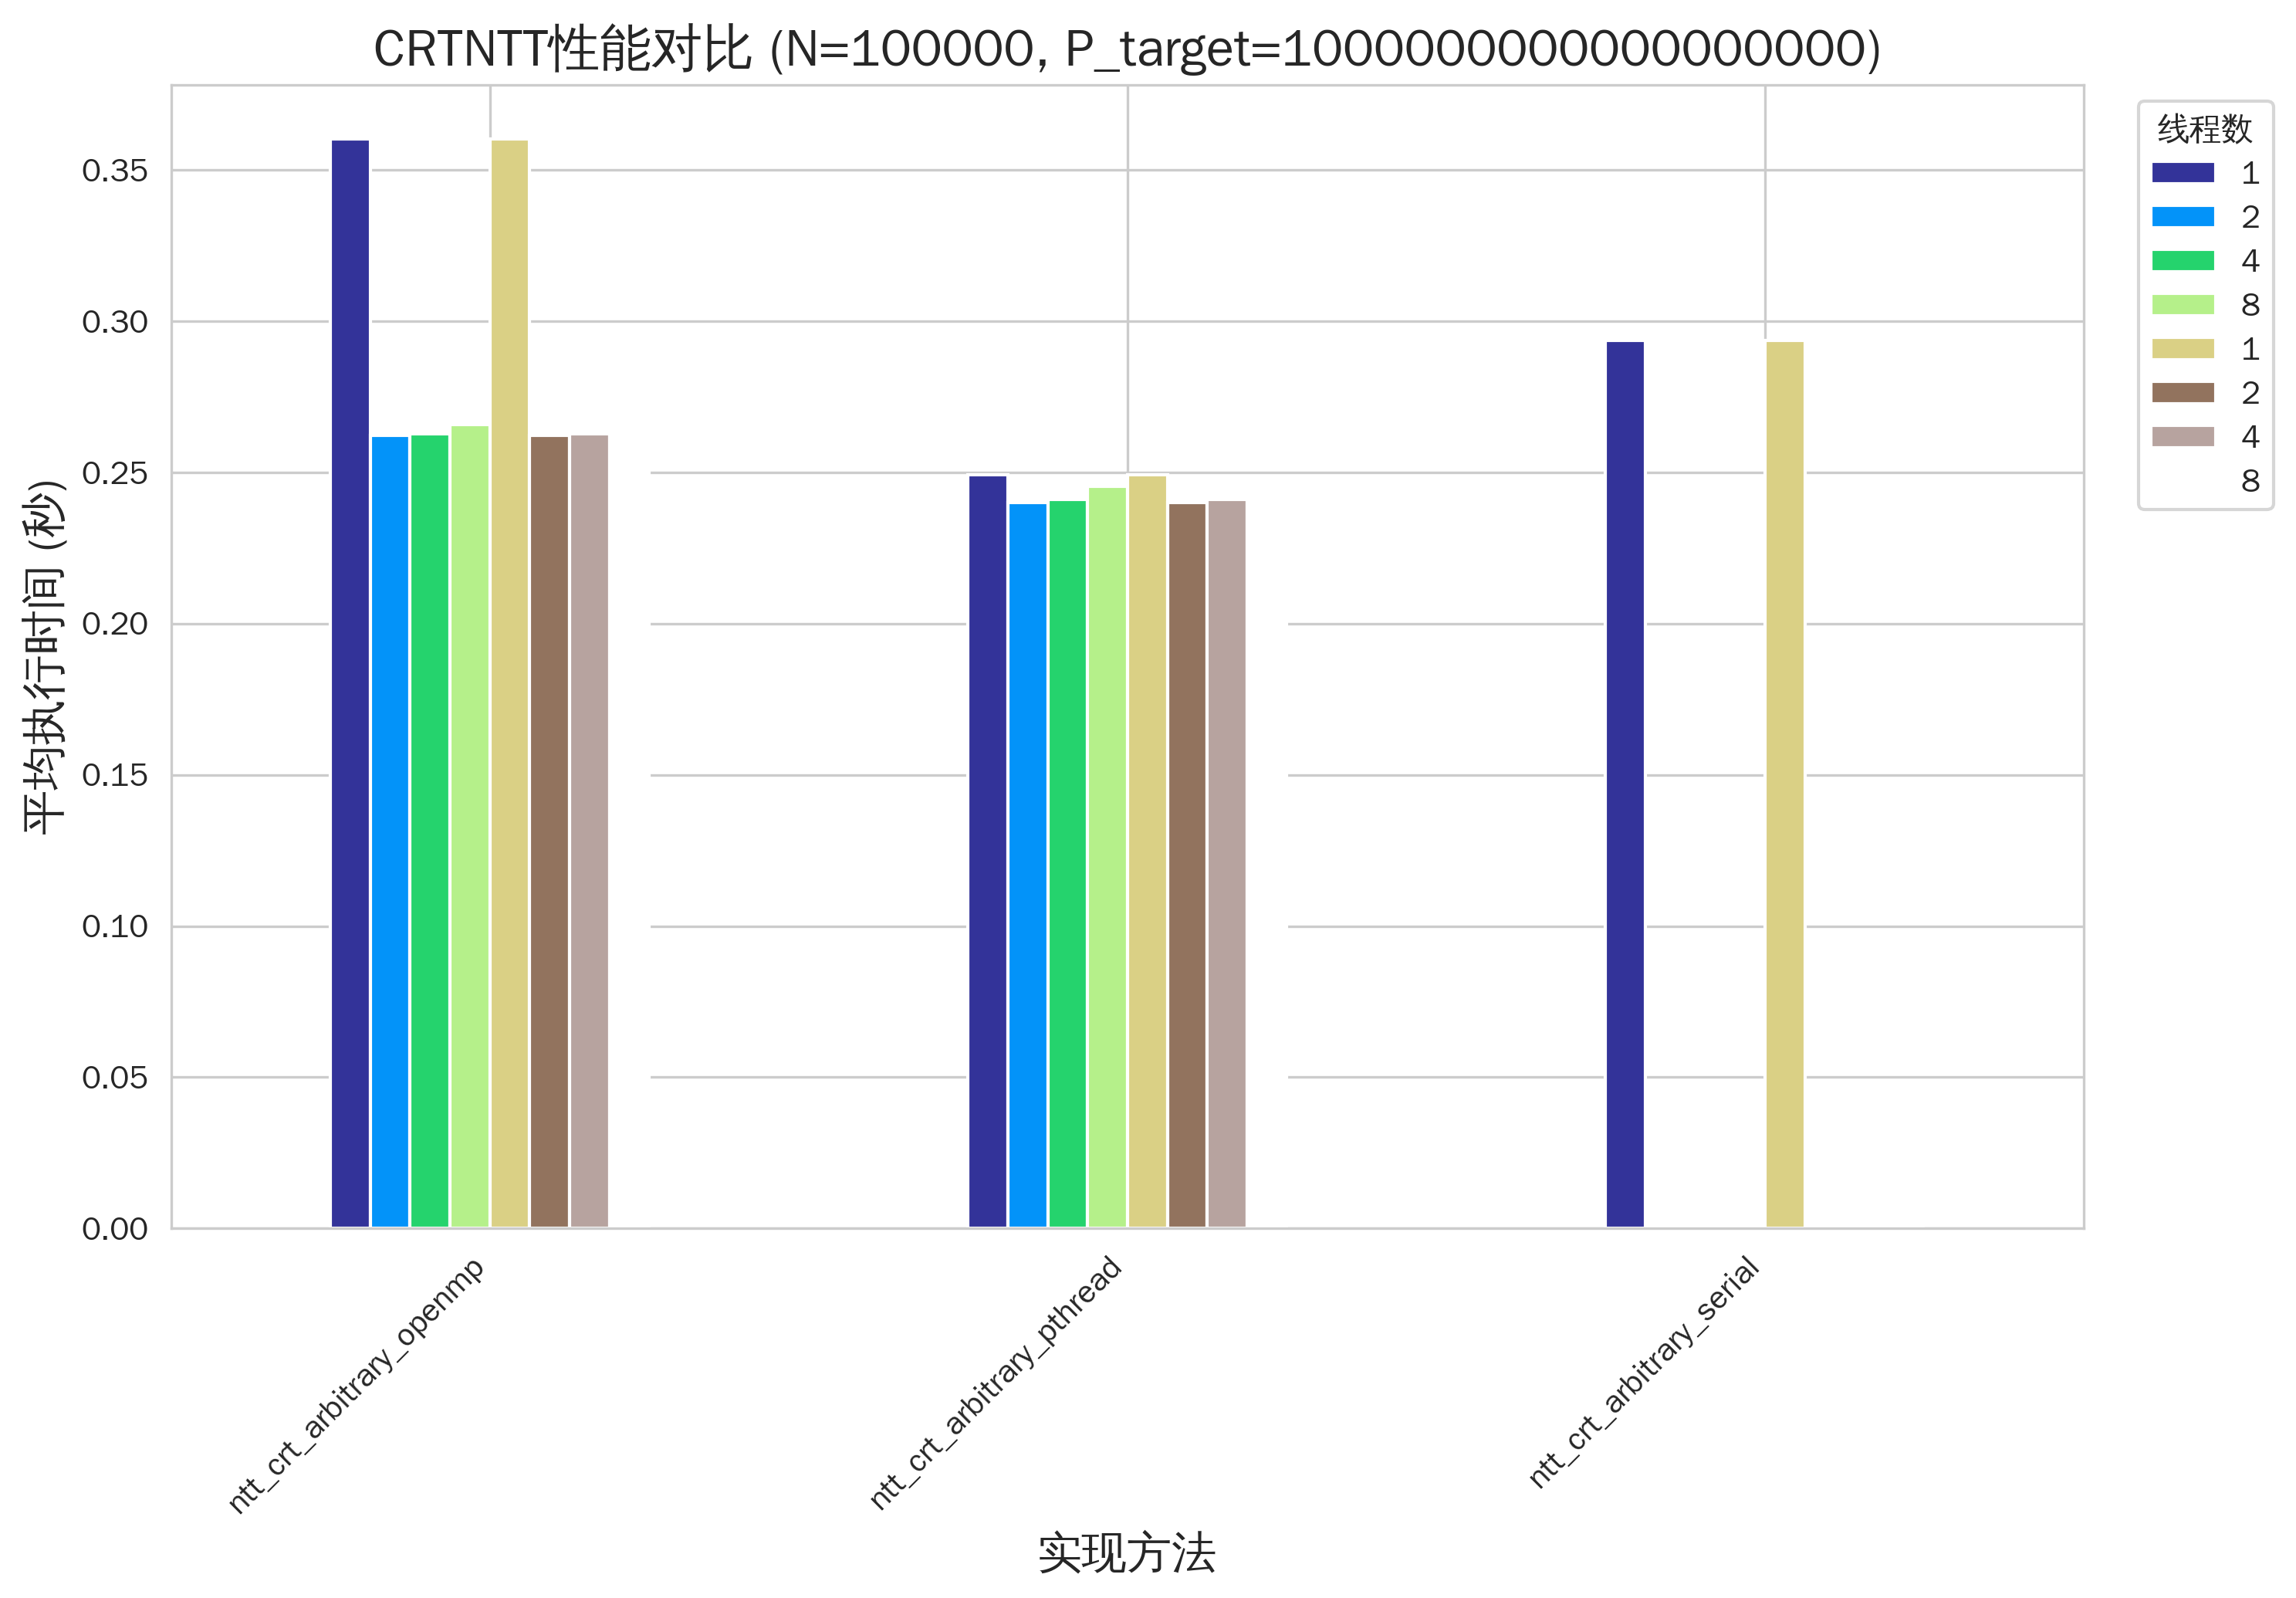 CRTNTT性能对比 (N=100000, P_target=1000000000000000000)
线程数
1
2
4
8
1
2
4
8
平均执行时间 (秒)
0.35
0.30
0.25
0.20
0.15
0.10
0.05
0.00
ntt_crt_arbitrary_openmp
ntt_crt_arbitrary_pthread
ntt_crt_arbitrary_serial
实现方法